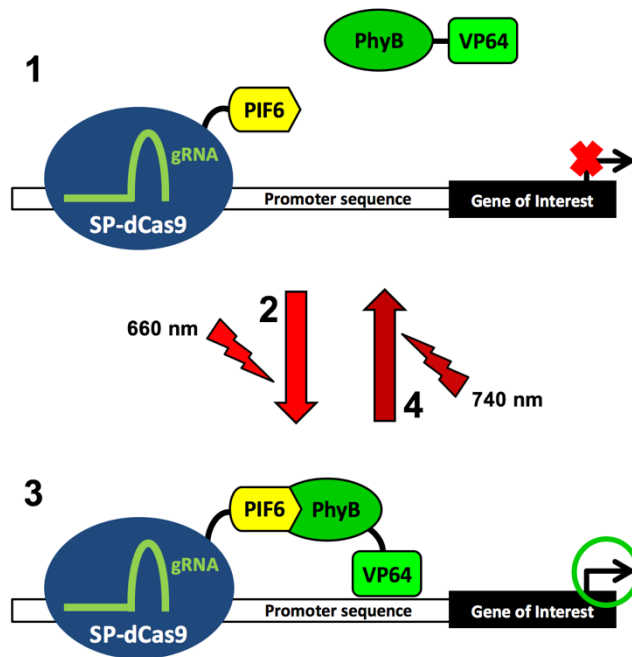 PhyB
VP64
1
PIF6
gRNA
Promoter sequence
Gene of Interest
SP-dCas9
2
660 nm
4
740 nm
3
PIF6
PhyB
gRNA
VP64
Promoter sequence
Gene of Interest
SP-dCas9